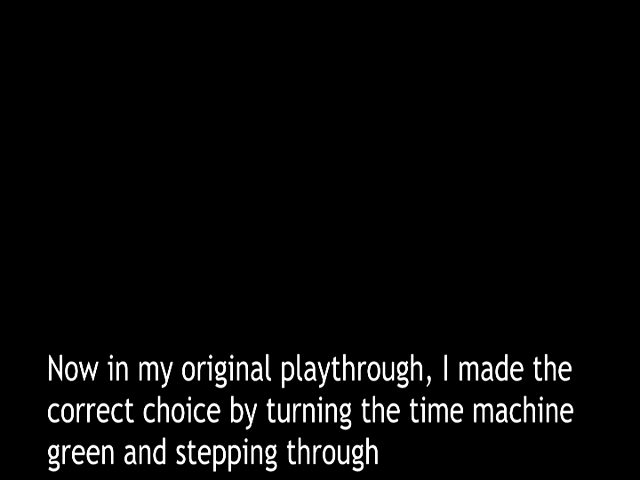 Now in my original playthrough, I made the
correct choice by turning the time machine
green and stepping through